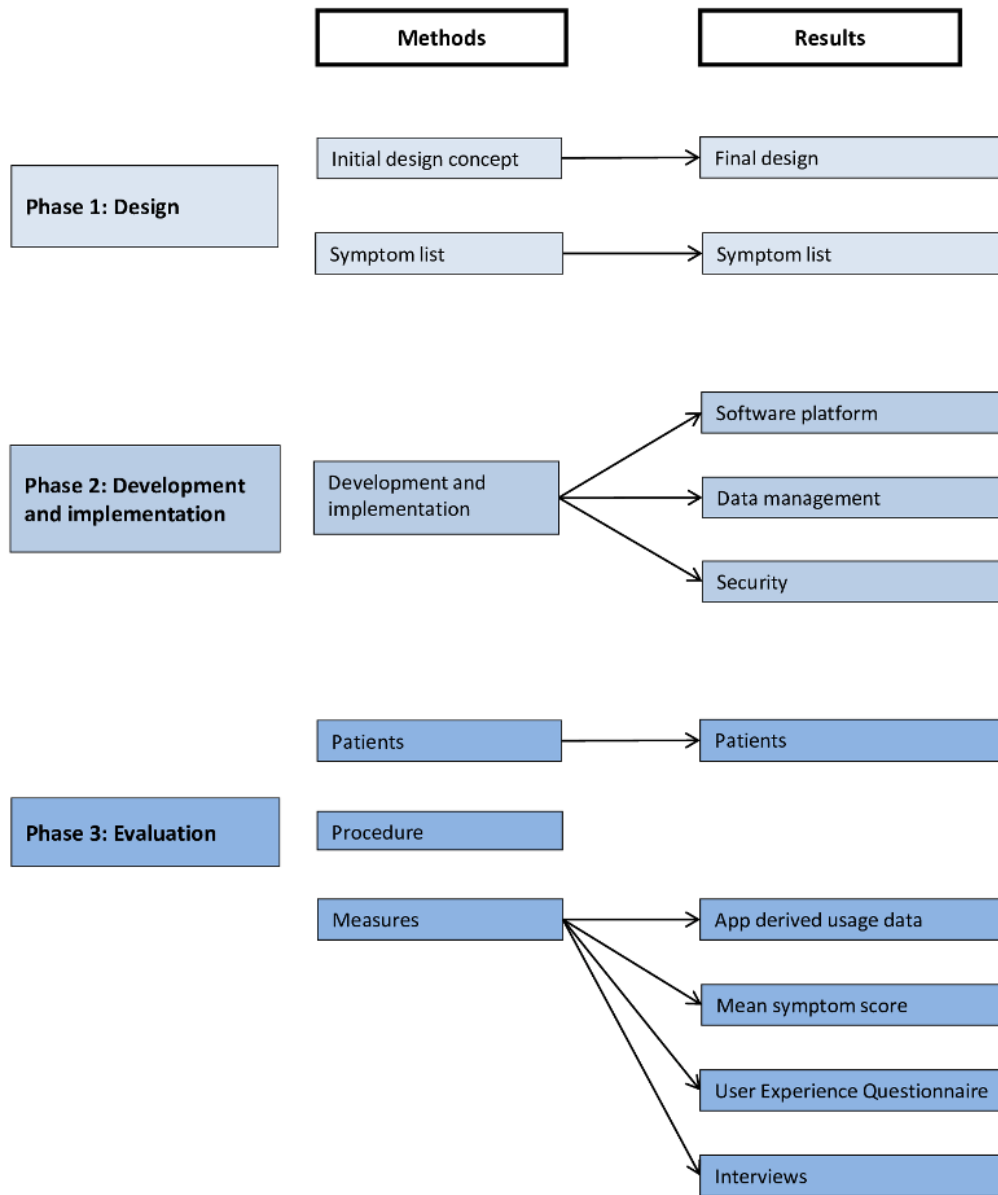 Methods
Results
Initial design concept
Final design
Phase 1: Design
Symptom list
Symptom list
Software platform
Phase 2: Development
and implementation
Development and
implementation
Data management
Security
Patients
Patients
Phase 3: Evaluation
Procedure
Measures
App derived usage data
Mean symptom score
User Experience Questionnaire
Interviews